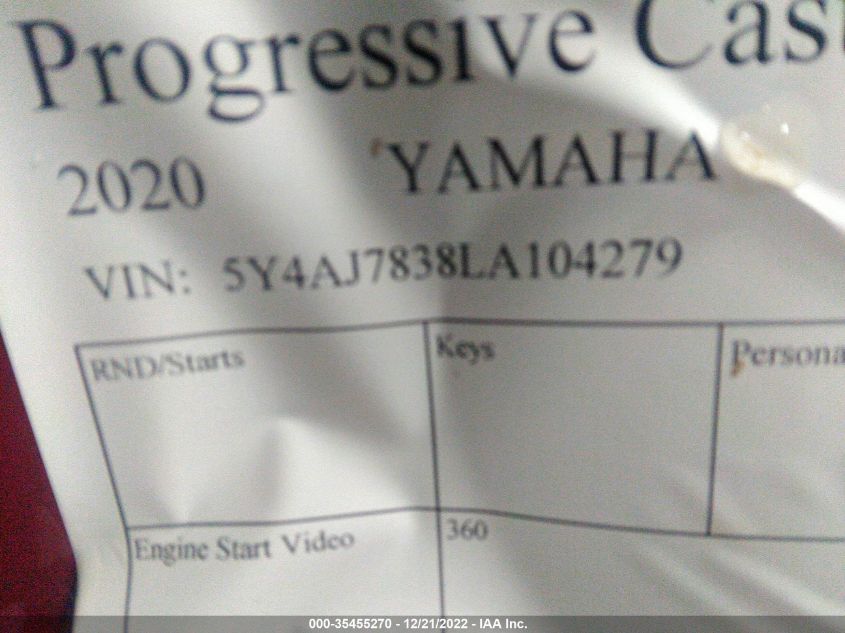 Progressive Cas
2020 YAMAHA
VIN: 5Y4AJ7838LA104279
RND/Starts Keys Persona
Engine Start Video 360
000-35455270 - 12/21/2022 - IAA Inc.